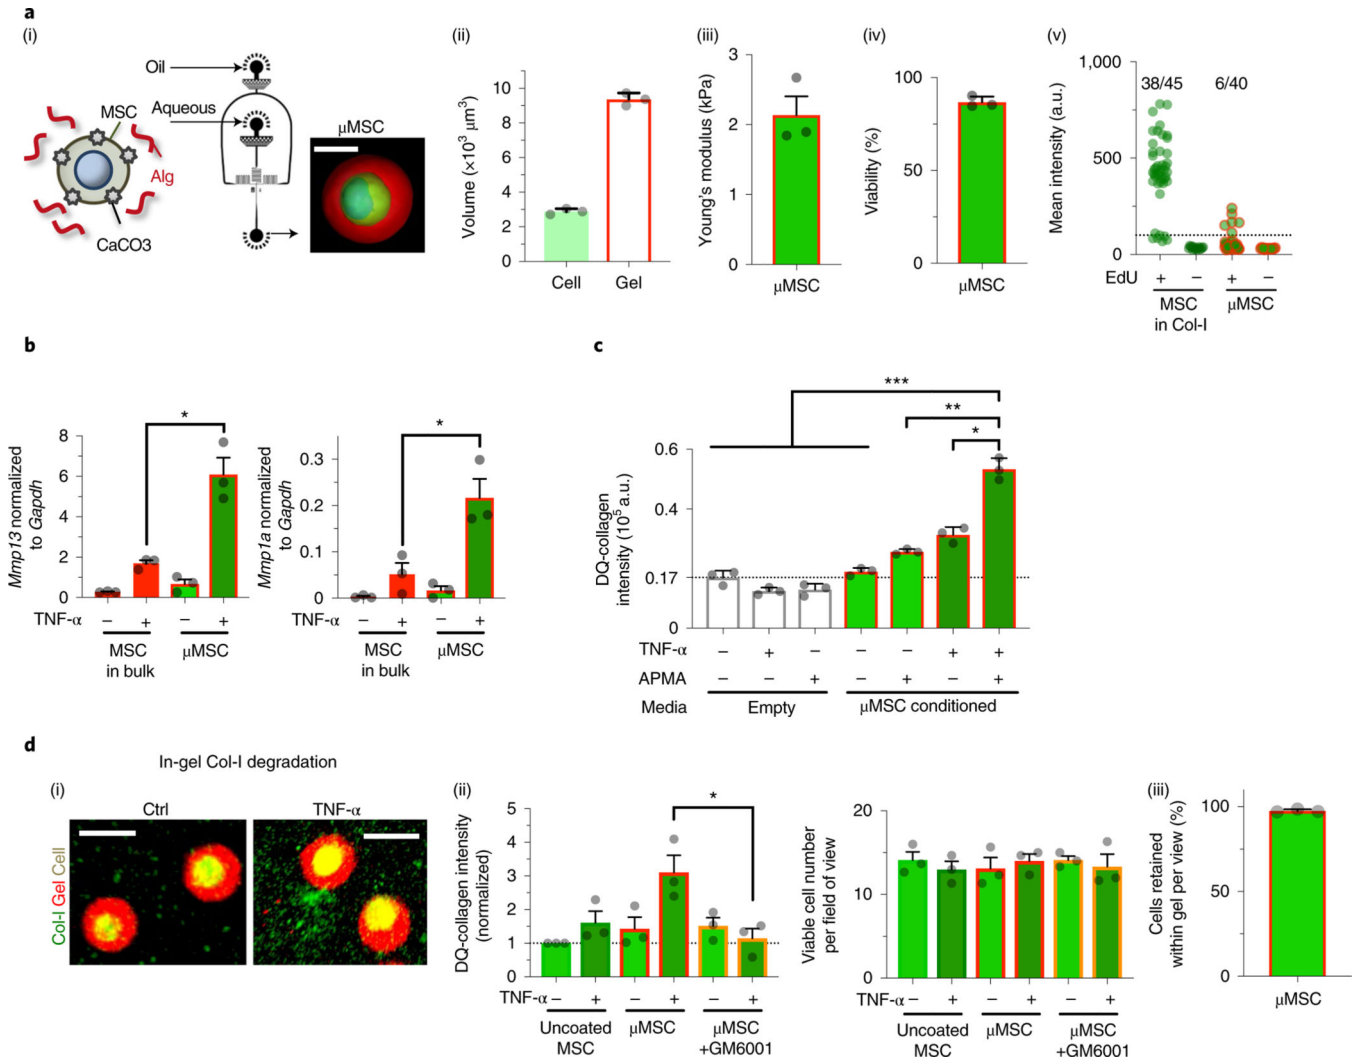 a
(i)
Oil
Aqueous
MSC
Alg
CaCO3
μMSC
(ii)
Volume (×10³ μm³)
10
8
6
4
2
0
Cell
Gel
(iii)
Young's modulus (kPa)
3
2
1
0
μMSC
(iv)
Viability (%)
100
50
0
μMSC
(v)
Mean intensity (a.u.)
1,000
500
0
38/45
6/40
EdU
+ − + −
MSC
in Col-I
μMSC
b
Mmp13 normalized
to Gapdh
8
6
4
2
0
*
TNF-α
− + − +
MSC
in bulk
μMSC
Mmp1a normalized
to Gapdh
0.3
0.2
0.1
0
*
TNF-α
− + − +
MSC
in bulk
μMSC
c
DQ-collagen
intensity (10⁵ a.u.)
0.6
0.4
0.17
0
***
**
*
TNF-α
− + − − − + +
APMA
− − + − + − +
Media
Empty
μMSC conditioned
d
In-gel Col-I degradation
(i)
Ctrl
TNF-α
Col-I Gel Cell
(ii)
DQ-collagen intensity
(normalized)
5
4
3
2
1
0
*
TNF-α
− + − + − +
Uncoated
MSC
μMSC
μMSC
+GM6001
Viable cell number
per field of view
20
15
10
0
TNF-α
− + − + − +
Uncoated
MSC
μMSC
μMSC
+GM6001
(iii)
Cells retained
within gel per view (%)
100
50
0
μMSC